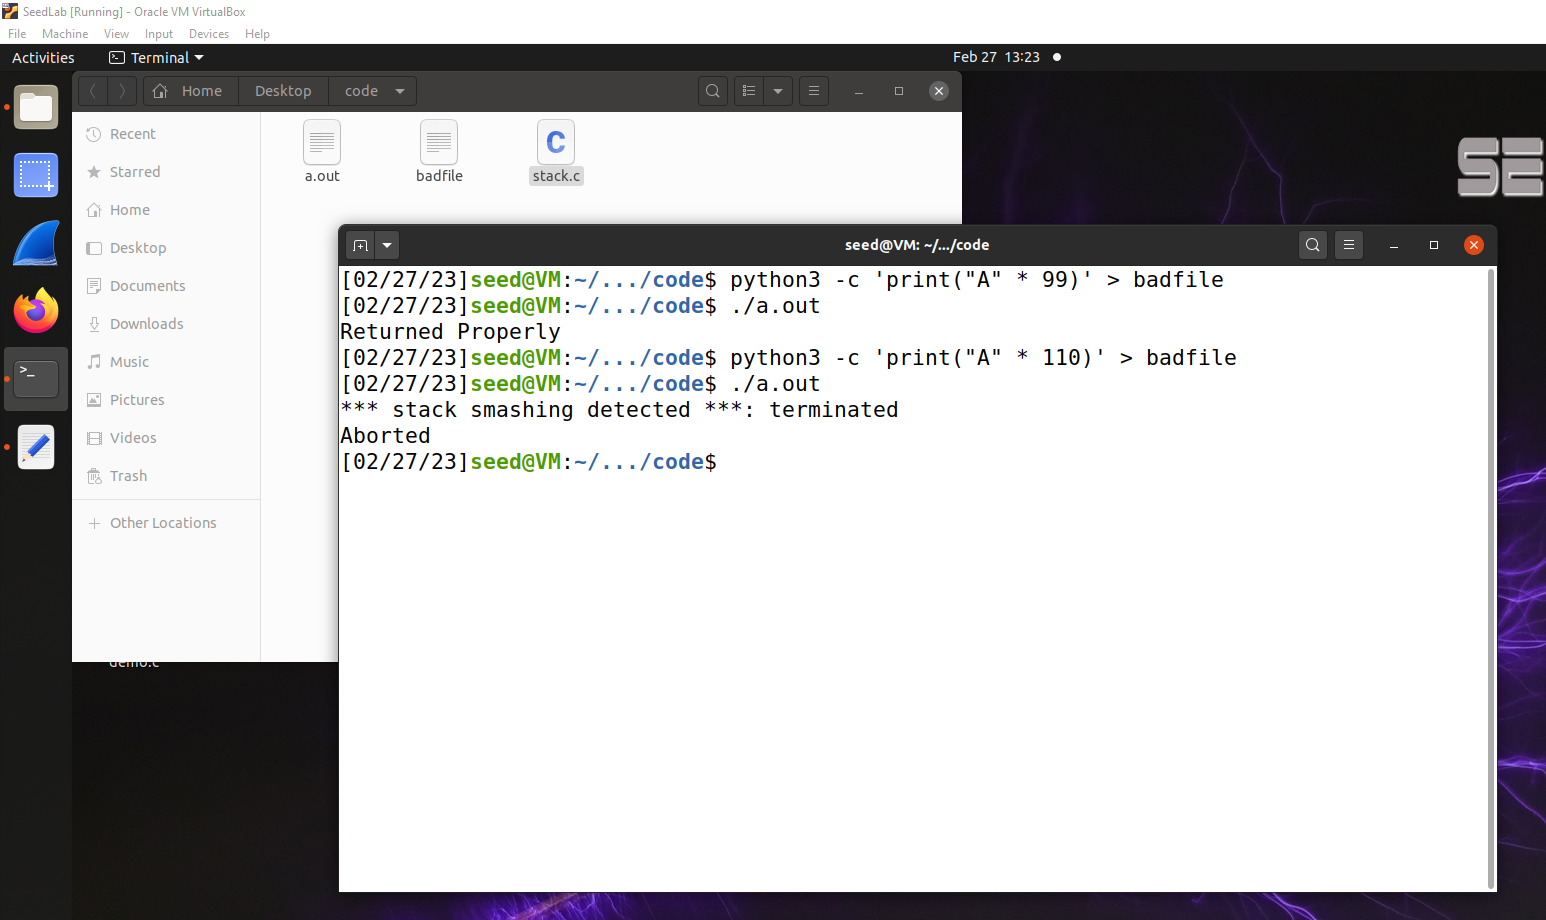 SeedLab [Running] - Oracle VM VirtualBox
File Machine View Input Devices Help
Activities Terminal Feb 27 13:23
Home Desktop code
Recent
Starred
Home
Desktop
Documents
Downloads
Music
Pictures
Videos
Trash
Other Locations
a.out badfile stack.c
demo.c
SE
seed@VM: ~/.../code
[02/27/23]seed@VM:~/.../code$ python3 -c 'print("A" * 99)' > badfile
[02/27/23]seed@VM:~/.../code$ ./a.out
Returned Properly
[02/27/23]seed@VM:~/.../code$ python3 -c 'print("A" * 110)' > badfile
[02/27/23]seed@VM:~/.../code$ ./a.out
*** stack smashing detected ***: terminated
Aborted
[02/27/23]seed@VM:~/.../code$